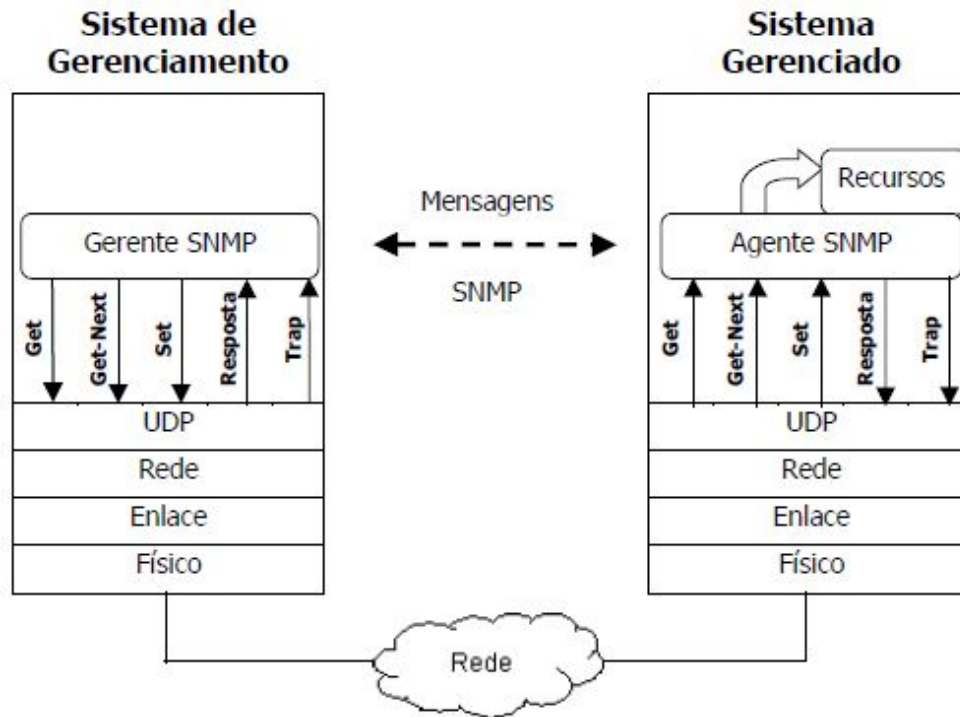 Sistema de
Gerenciamento
Sistema
Gerenciado
Recursos
Mensagens
Gerente SNMP
Agente SNMP
SNMP
Get
Get-Next
Set
Resposta
Trap
Get
Get-Next
Set
Resposta
Trap
UDP
UDP
Rede
Rede
Enlace
Enlace
Físico
Físico
Rede